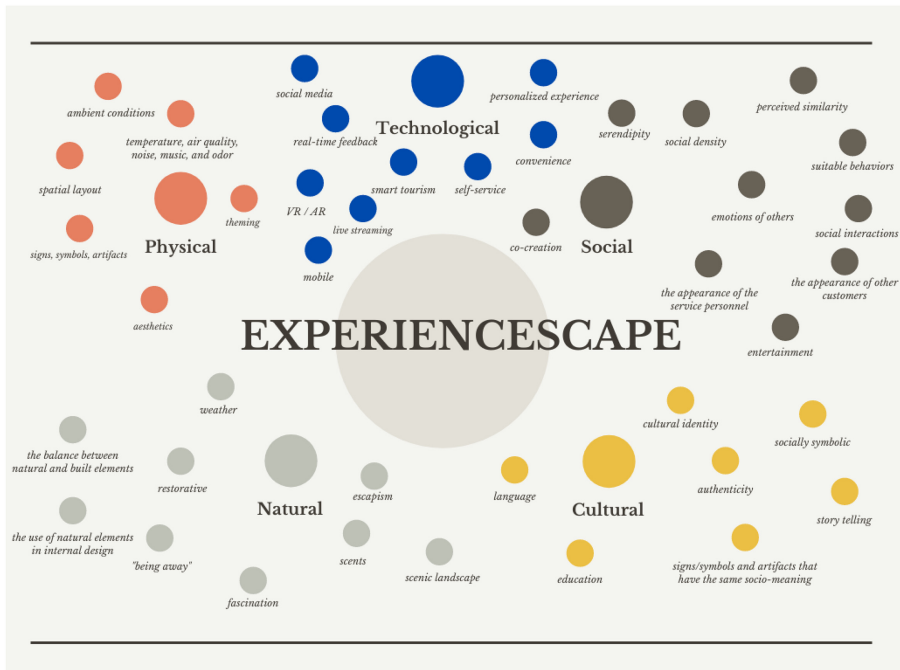 social media
Technological
personalized experience
ambient conditions
temperature, air quality,
noise, music, and odor
real-time feedback
convenience
serendipity
social density
perceived similarity
suitable behaviors
spatial layout
theming
VR / AR
smart tourism
self-service
live streaming
mobile
signs, symbols, artifacts
Physical
aesthetics
co-creation
Social
emotions of others
social interactions
the appearance of the
service personnel
the appearance of other
customers
entertainment
EXPERIENCESCAPE
weather
the balance between
natural and built elements
restorative
Natural
escapism
the use of natural elements
in internal design
"being away"
scents
scenic landscape
fascination
language
Cultural
cultural identity
socially symbolic
authenticity
story telling
education
signs/symbols and artifacts that
have the same socio-meaning